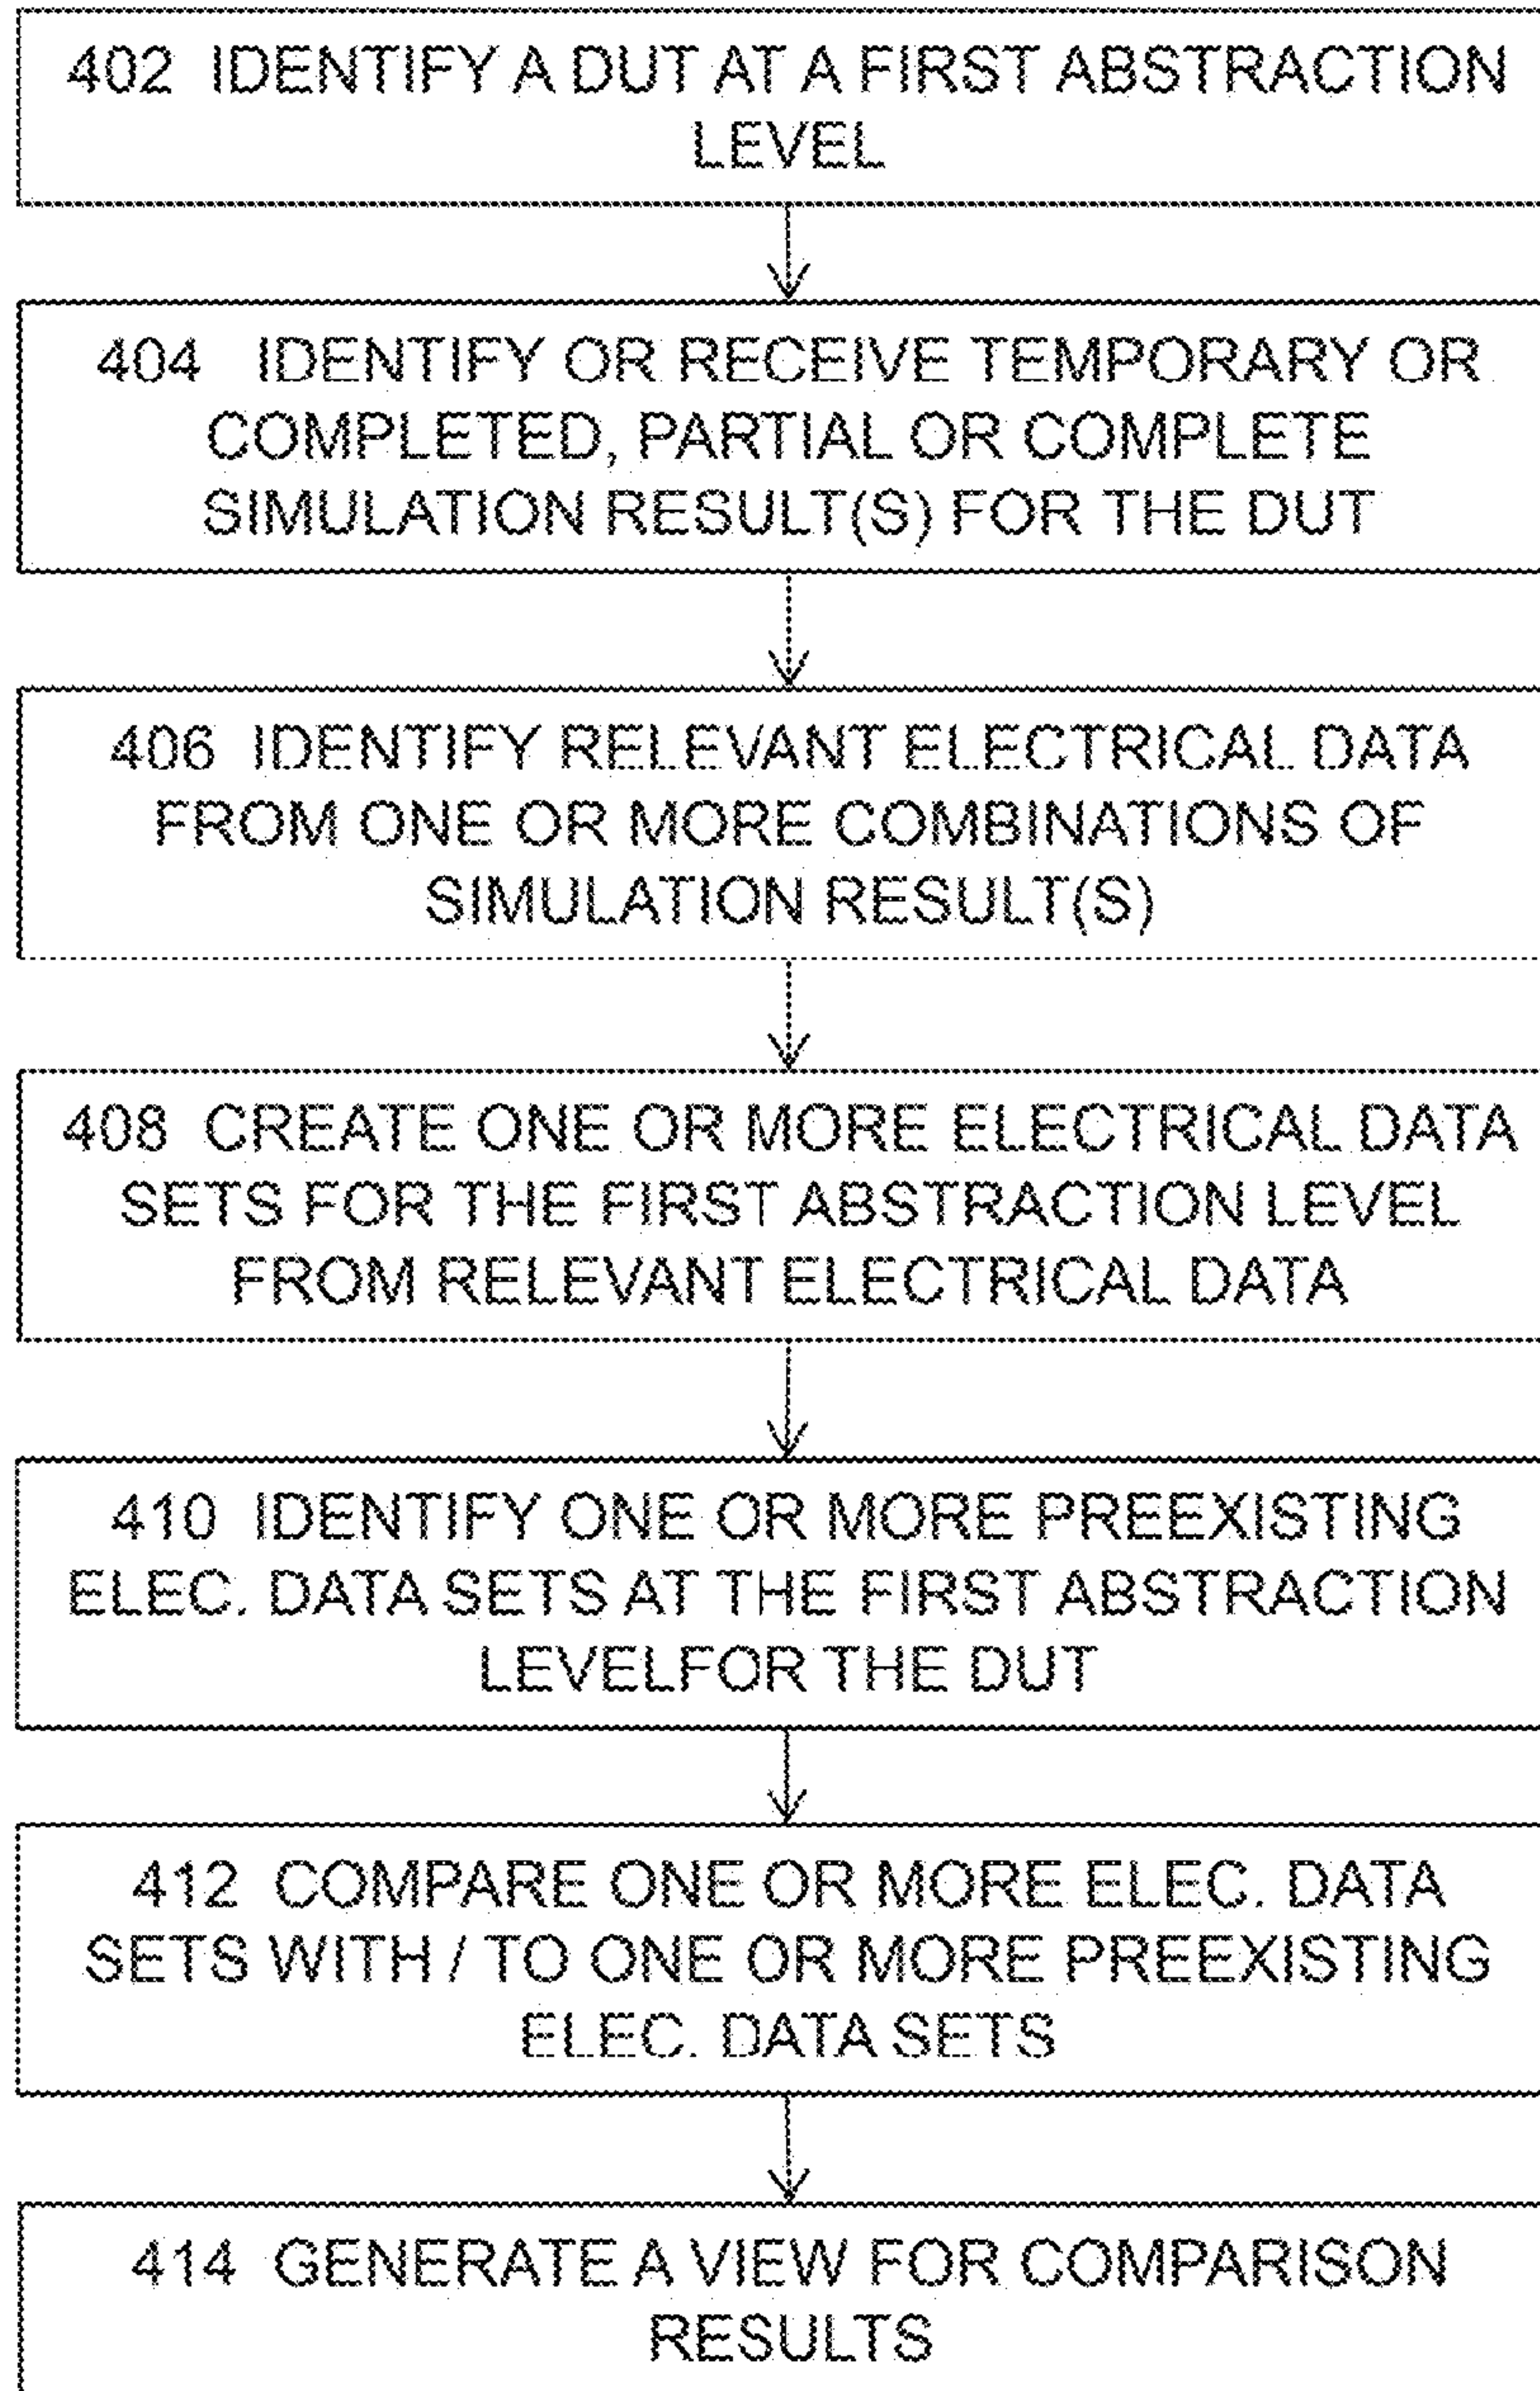 402 IDENTIFY A DUT AT A FIRST ABSTRACTION
LEVEL
404 IDENTIFY OR RECEIVE TEMPORARY OR
COMPLETED, PARTIAL OR COMPLETE
SIMULATION RESULT(S) FOR THE DUT
406 IDENTIFY RELEVANT ELECTRICAL DATA
FROM ONE OR MORE COMBINATIONS OF
SIMULATION RESULT(S)
408 CREATE ONE OR MORE ELECTRICAL DATA
SETS FOR THE FIRST ABSTRACTION LEVEL
FROM RELEVANT ELECTRICAL DATA
410 IDENTIFY ONE OR MORE PREEXISTING
ELEC. DATA SETS AT THE FIRST ABSTRACTION
LEVELFOR THE DUT
412 COMPARE ONE OR MORE ELEC. DATA
SETS WITH / TO ONE OR MORE PREEXISTING
ELEC. DATA SETS
414 GENERATE A VIEW FOR COMPARISON
RESULTS